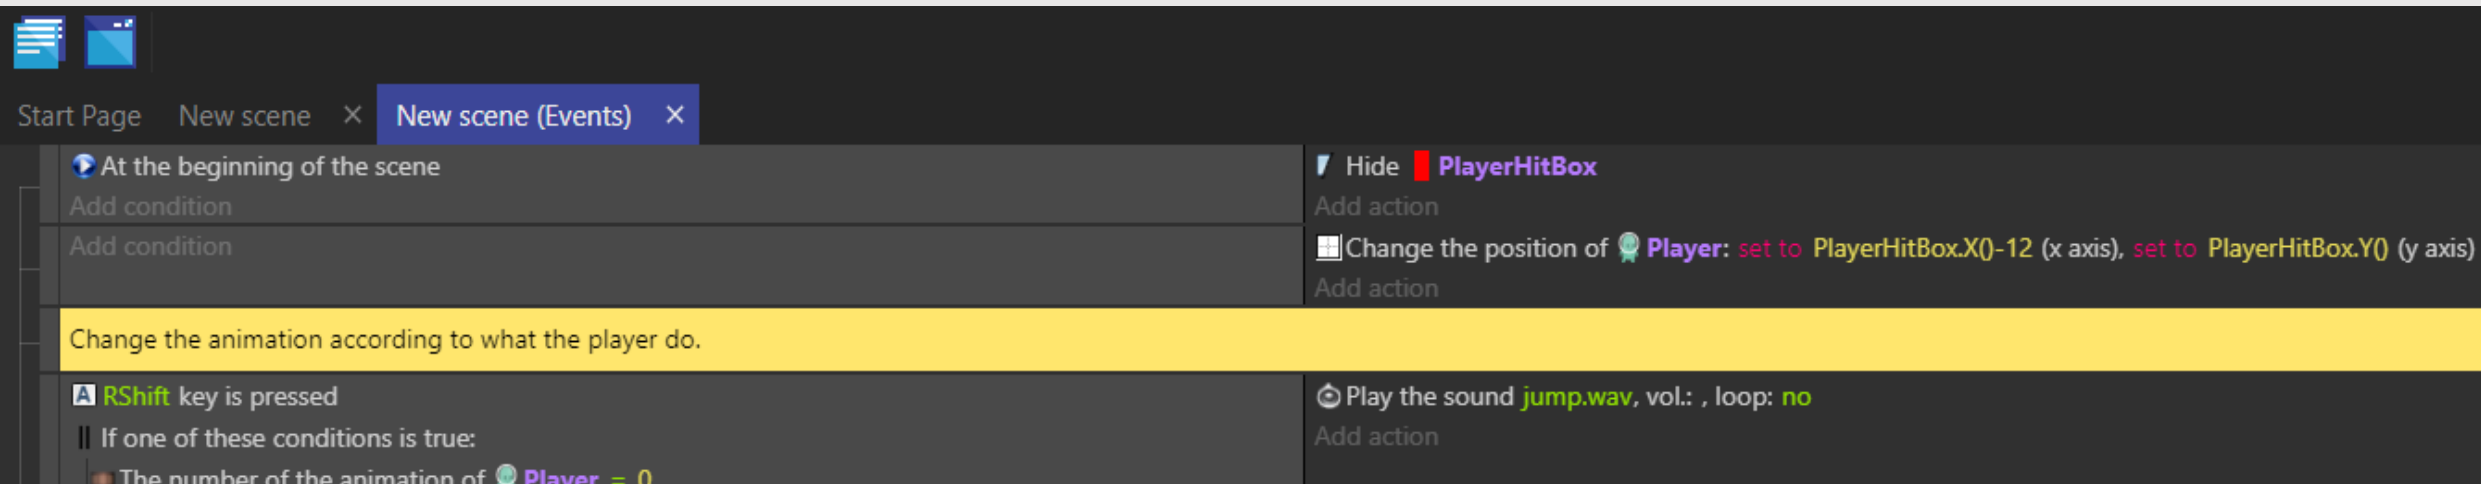 Start Page New scene × New scene (Events) ×
At the beginning of the scene
Add condition
Hide PlayerHitBox
Add action
Add condition
Change the position of Player: set to PlayerHitBox.X()-12 (x axis), set to PlayerHitBox.Y() (y axis)
Add action
Change the animation according to what the player do.
A RShift key is pressed
If one of these conditions is true:
The number of the animation of Player = 0
Play the sound jump.wav, vol.: , loop: no
Add action